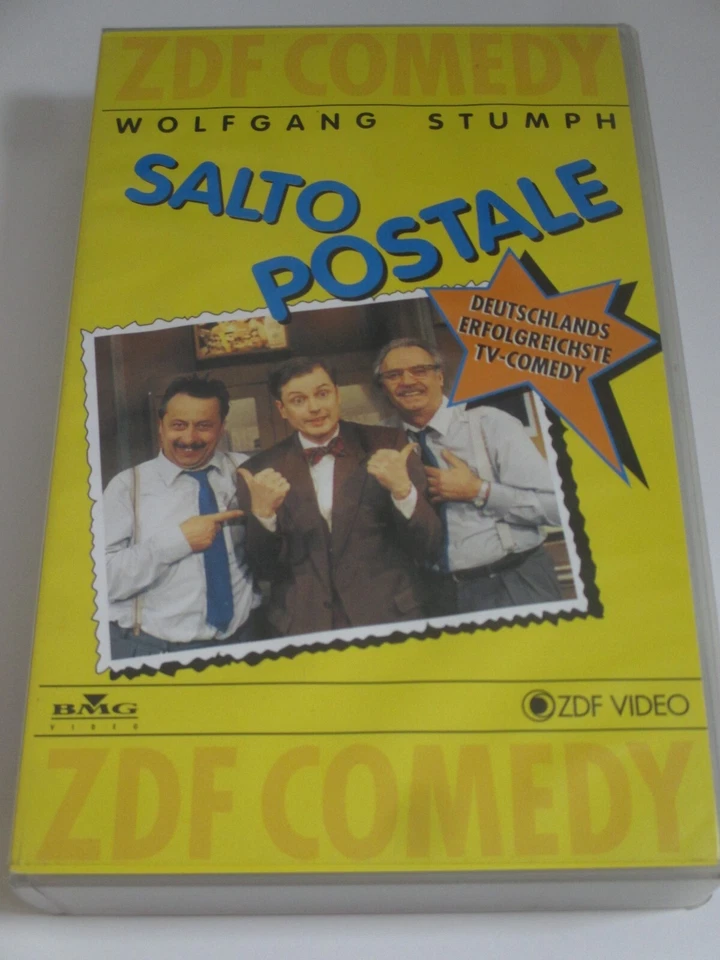 ZDF COMEDY
WOLFGANG STUMPH
SALTO
POSTALE
DEUTSCHLANDS
ERFOLGREICHSTE
TV-COMEDY
BMG
VIDEO
ZDF VIDEO
ZDF COMEDY